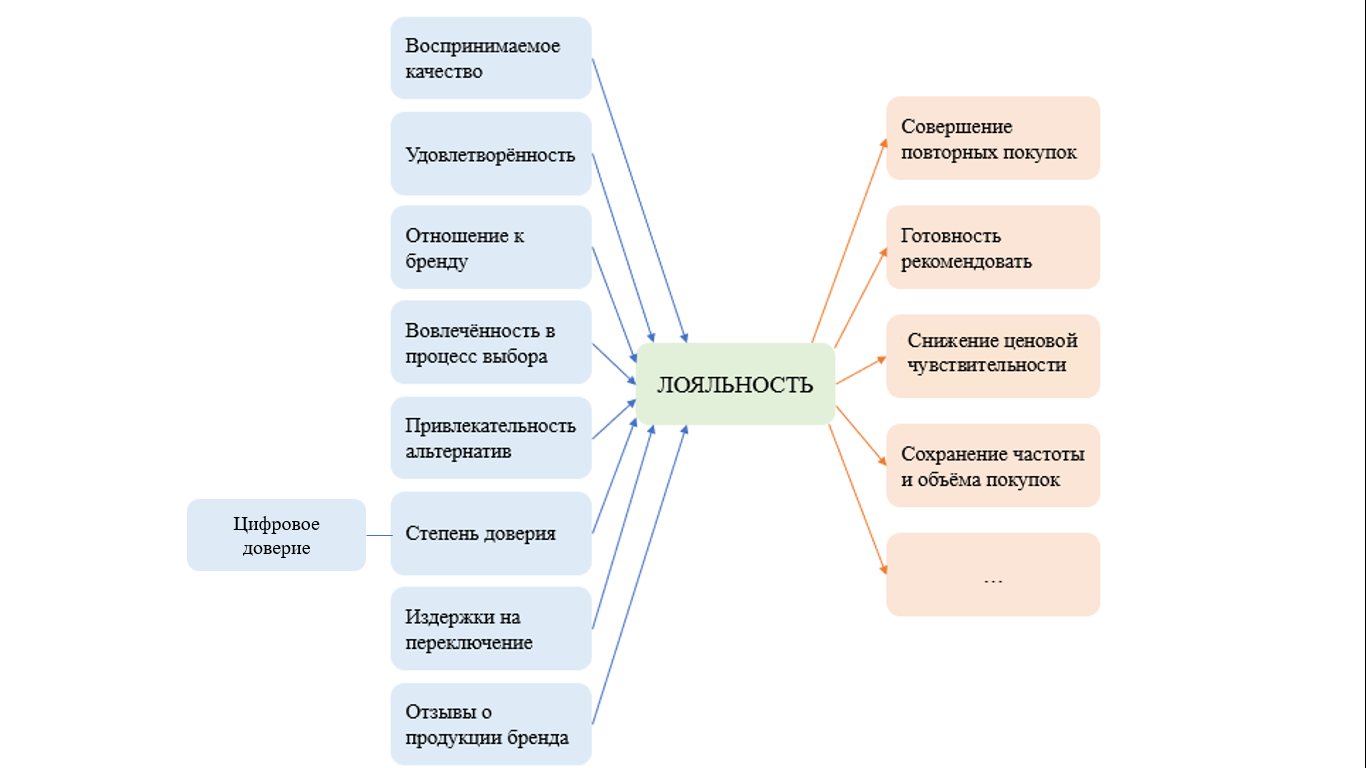 Воспринимаемое
качество
Удовлетворённость
Отношение к
бренду
Вовлечённость в
процесс выбора
Привлекательность
альтернатив
Цифровое
доверие
Степень доверия
Издержки на
переключение
Отзывы о
продукции бренда
ЛОЯЛЬНОСТЬ
Совершение
повторных покупок
Готовность
рекомендовать
Снижение ценовой
чувствительности
Сохранение частоты
и объёма покупок
…